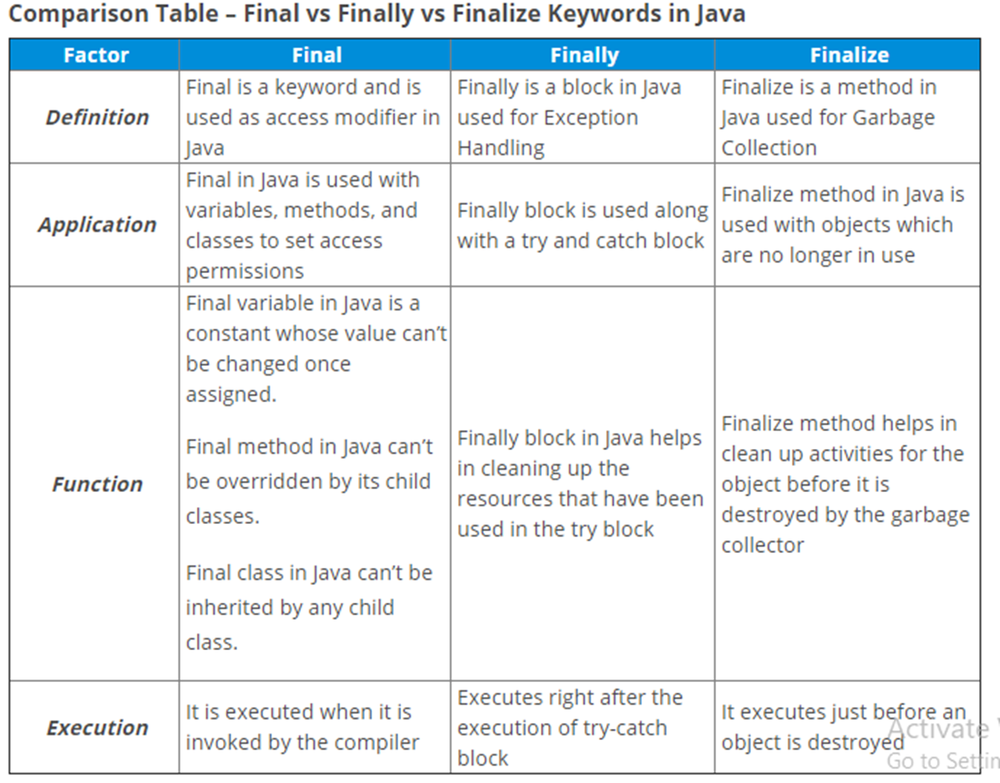 Comparison Table – Final vs Finally vs Finalize Keywords in Java
Factor
Final
Finally
Finalize
Definition
Final is a keyword and is
used as access modifier in
Java
Finally is a block in Java
used for Exception
Handling
Finalize is a method in
Java used for Garbage
Collection
Application
Final in Java is used with
variables, methods, and
classes to set access
permissions
Finally block is used along
with a try and catch block
Finalize method in Java is
used with objects which
are no longer in use
Function
Final variable in Java is a
constant whose value can’t
be changed once
assigned.
Final method in Java can’t
be overridden by its child
classes.
Final class in Java can’t be
inherited by any child
class.
Finally block in Java helps
in cleaning up the
resources that have been
used in the try block
Finalize method helps in
clean up activities for the
object before it is
destroyed by the garbage
collector
Execution
It is executed when it is
invoked by the compiler
Executes right after the
execution of try-catch
block
It executes just before an
object is destroyed
Activate
Go to Settin